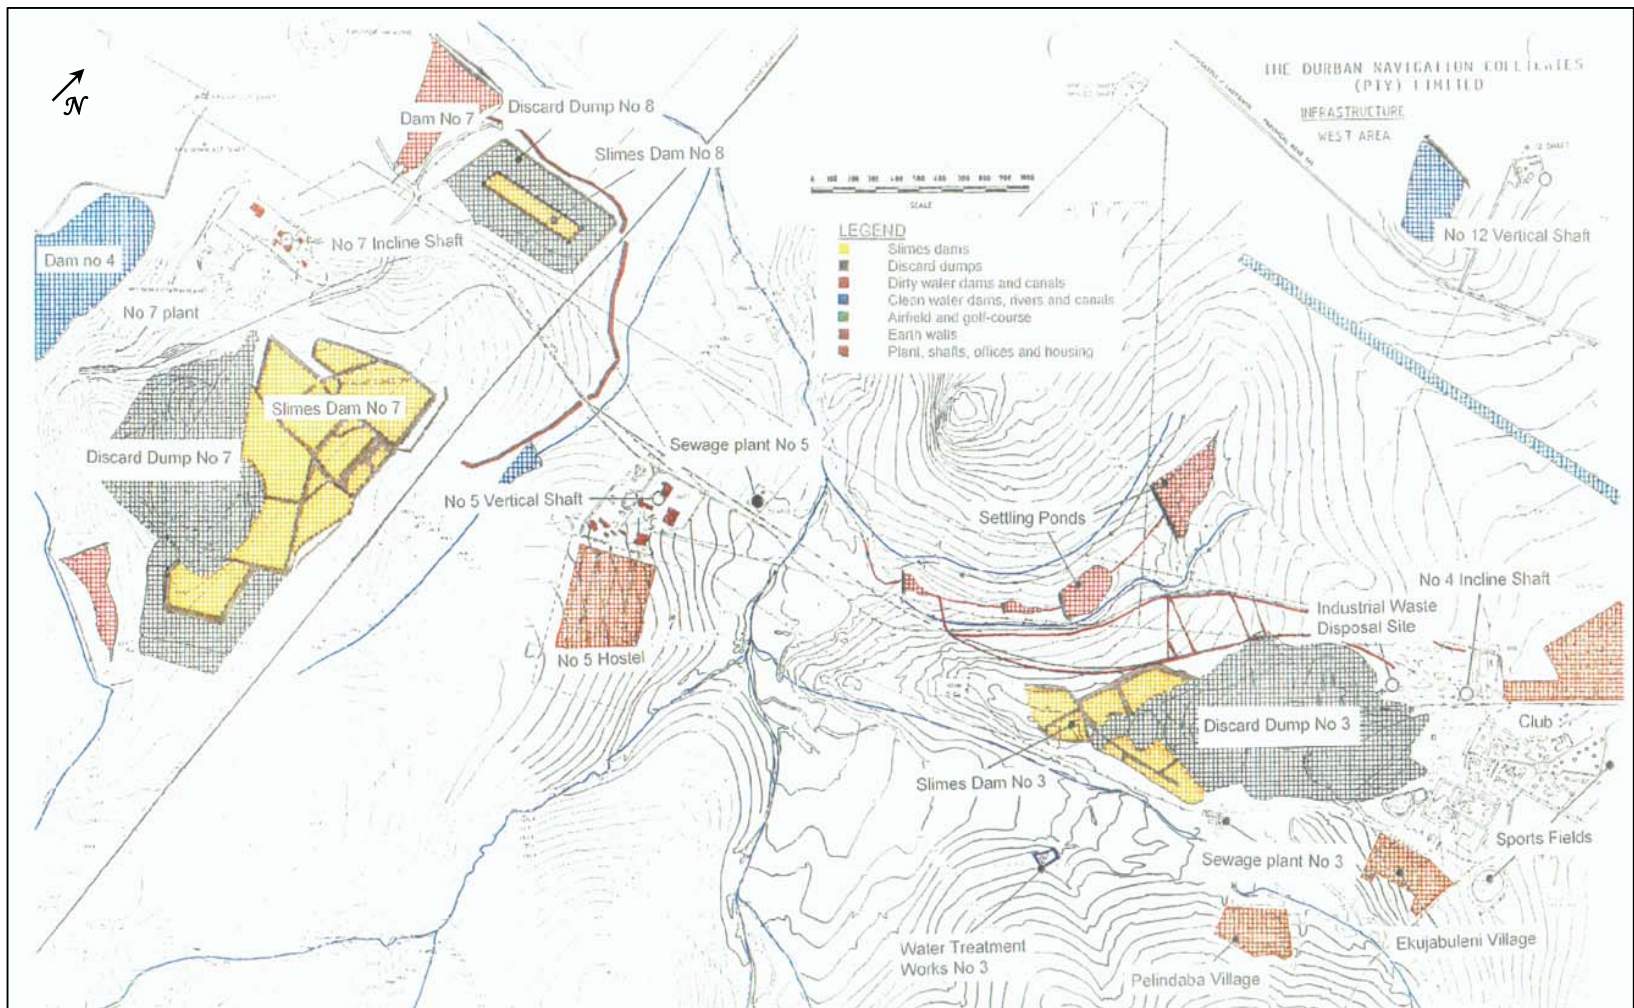 N
THE DURBAN NAVIGATION COLLIERIES
(PTY) LIMITED
INFRASTRUCTURE
WEST AREA
Dam No 7
Discard Dump No 8
Slimes Dam No 8
SCALE
LEGEND
Slimes dams
Discard dumps
Dirty water dams and canals
Clean water dams, rivers and canals
Airfield and golf-course
Earth walls
Plant, shafts, offices and housing
No 12 Vertical Shaft
No 7 Incline Shaft
Dam no 4
No 7 plant
Slimes Dam No 7
Discard Dump No 7
Sewage plant No 5
No 5 Vertical Shaft
Settling Ponds
No 4 Incline Shaft
Industrial Waste
Disposal Site
No 5 Hostel
Discard Dump No 3
Club
Slimes Dam No 3
Sports Fields
Sewage plant No 3
Water Treatment
Works No 3
Ekujabuleni Village
Pelindaba Village